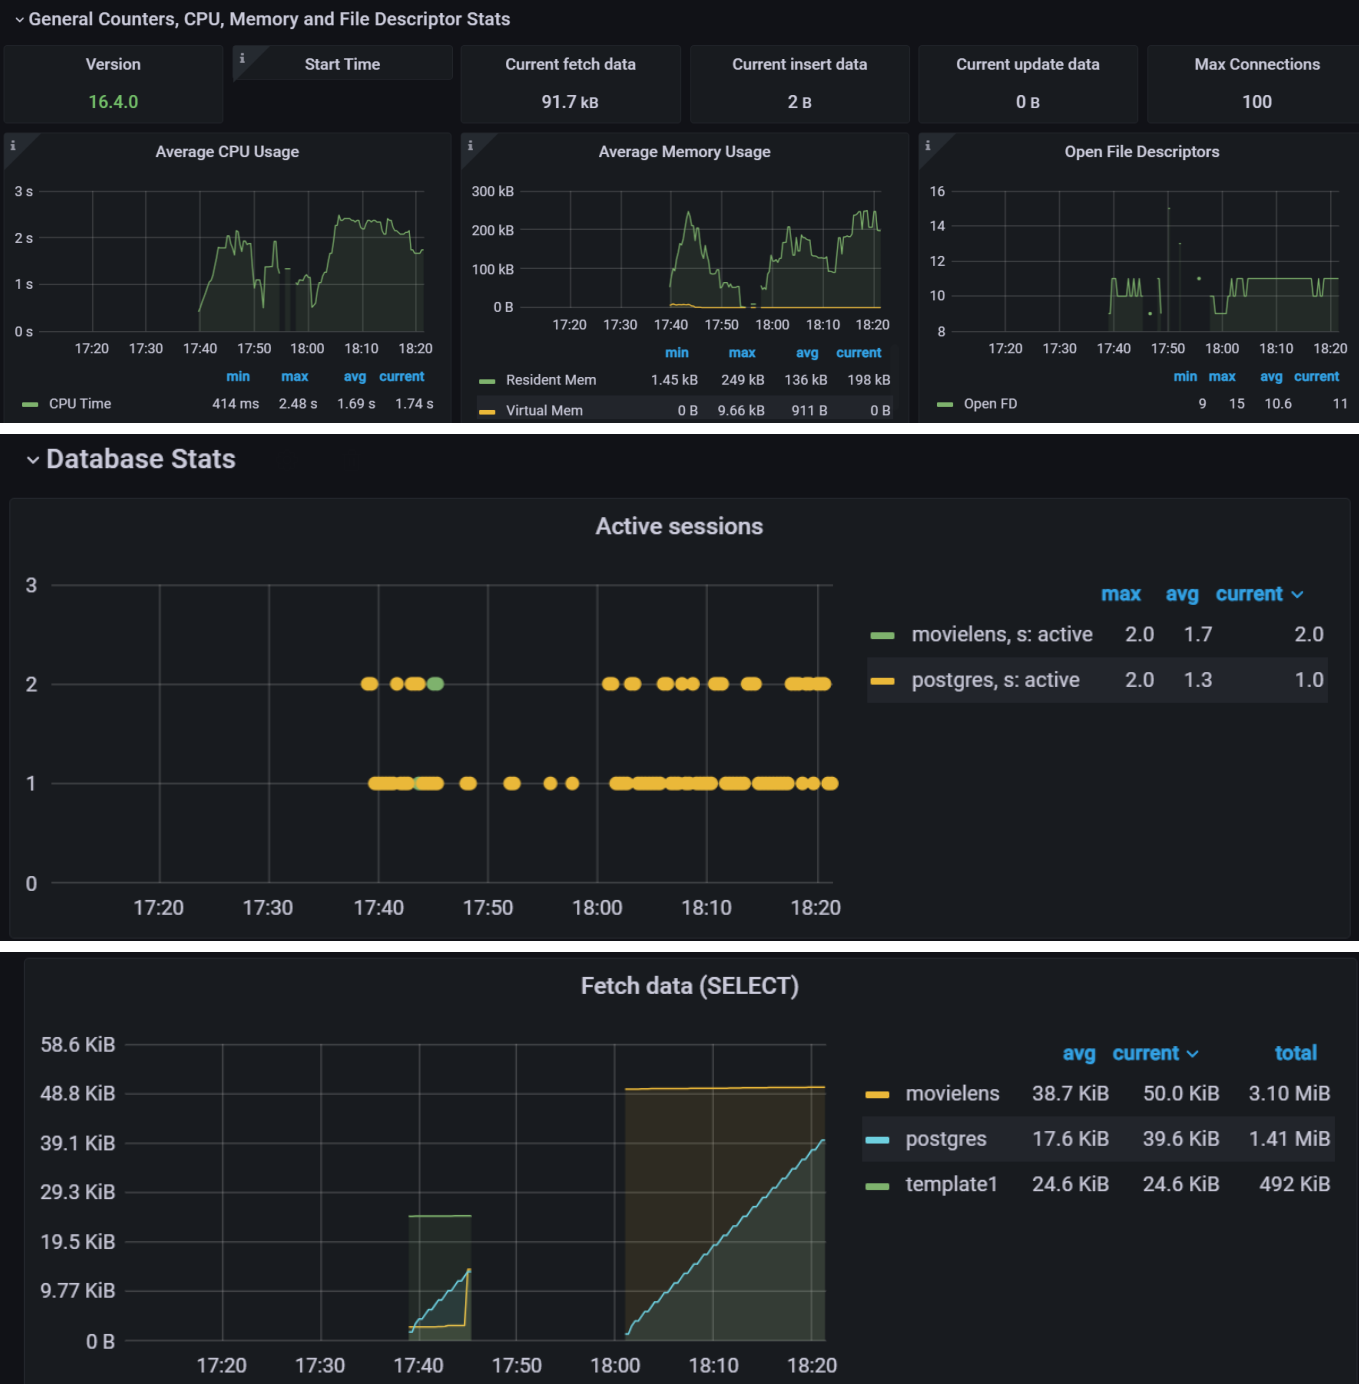 General Counters, CPU, Memory and File Descriptor Stats
Version
16.4.0
i
Start Time
Current fetch data
91.7 kB
Current insert data
2 B
Current update data
0 B
Max Connections
100
i
Average CPU Usage
3 s
2 s
1 s
0 s
17:20 17:30 17:40 17:50 18:00 18:10 18:20
min max avg current
CPU Time 414 ms 2.48 s 1.69 s 1.74 s
i
Average Memory Usage
300 kB
200 kB
100 kB
0 B
17:20 17:30 17:40 17:50 18:00 18:10 18:20
min max avg current
Resident Mem 1.45 kB 249 kB 136 kB 198 kB
Virtual Mem 0 B 9.66 kB 911 B 0 B
i
Open File Descriptors
16
14
12
10
8
17:20 17:30 17:40 17:50 18:00 18:10 18:20
min max avg current
Open FD 9 15 10.6 11
Database Stats
Active sessions
3
2
1
0
17:20 17:30 17:40 17:50 18:00 18:10 18:20
max avg current
movielens, s: active 2.0 1.7 2.0
postgres, s: active 2.0 1.3 1.0
Fetch data (SELECT)
58.6 KiB
48.8 KiB
39.1 KiB
29.3 KiB
19.5 KiB
9.77 KiB
0 B
17:20 17:30 17:40 17:50 18:00 18:10 18:20
avg current total
movielens 38.7 KiB 50.0 KiB 3.10 MiB
postgres 17.6 KiB 39.6 KiB 1.41 MiB
template1 24.6 KiB 24.6 KiB 492 KiB